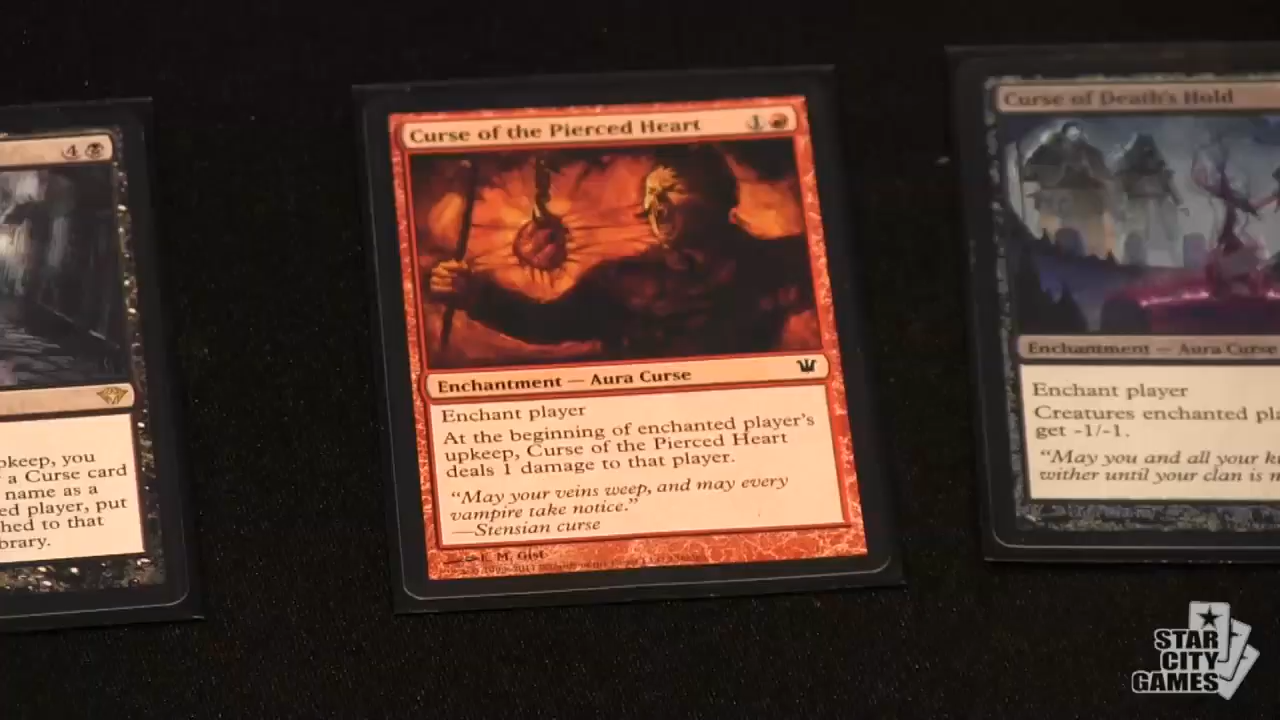 4
pkeep, you
a Curse card
name as a
ed player, put
hed to that
brary.
Curse of the Pierced Heart
1
Enchantment — Aura Curse
Enchant player
At the beginning of enchanted player's
upkeep, Curse of the Pierced Heart
deals 1 damage to that player.
"May your veins weep, and may every
vampire take notice."
—Stensian curse
M. Gist
Curse of Death's Hold
Enchantment — Aura Curse
Enchant player
Creatures enchanted pla
get -1/-1.
"May you and all your k
wither until your clan is n
STAR
CITY
GAMES